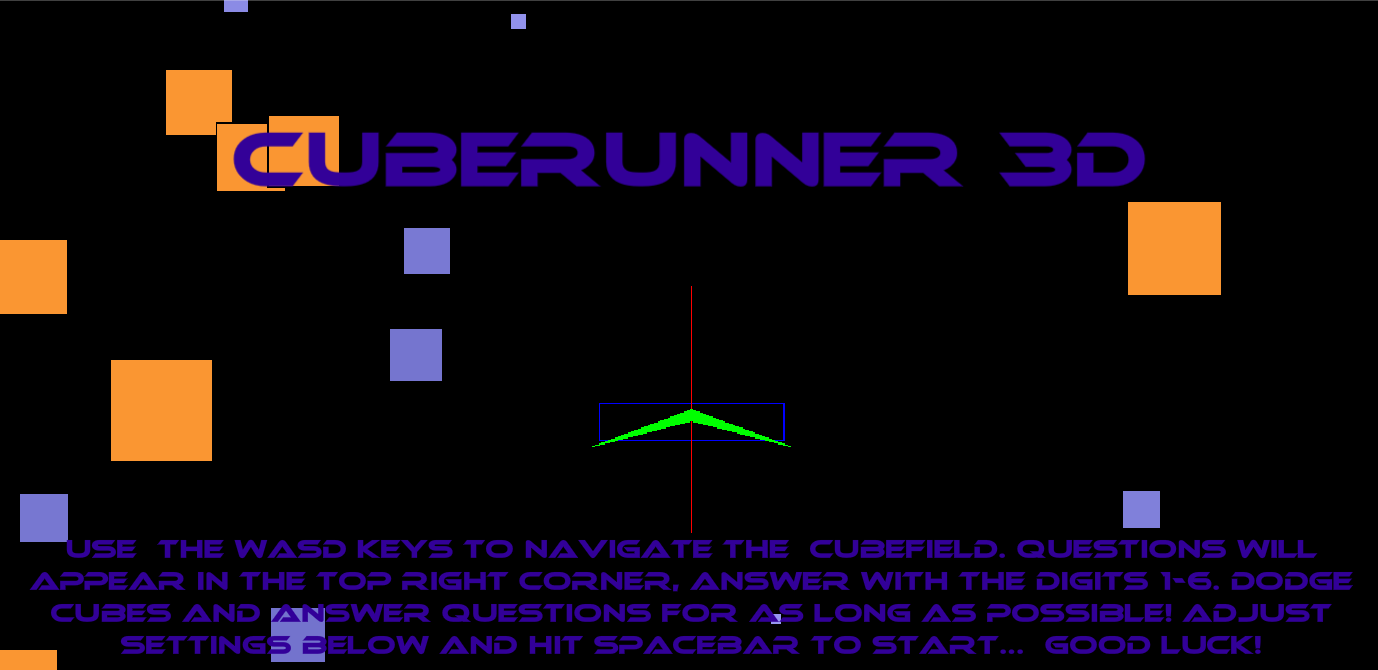 CUBERUNNER 3D
USE THE WASD KEYS TO NAVIGATE THE CUBEFIELD. QUESTIONS WILL
APPEAR IN THE TOP RIGHT CORNER, ANSWER WITH THE DIGITS 1-6. DODGE
CUBES AND ANSWER QUESTIONS FOR AS LONG AS POSSIBLE! ADJUST
SETTINGS BELOW AND HIT SPACEBAR TO START... GOOD LUCK!